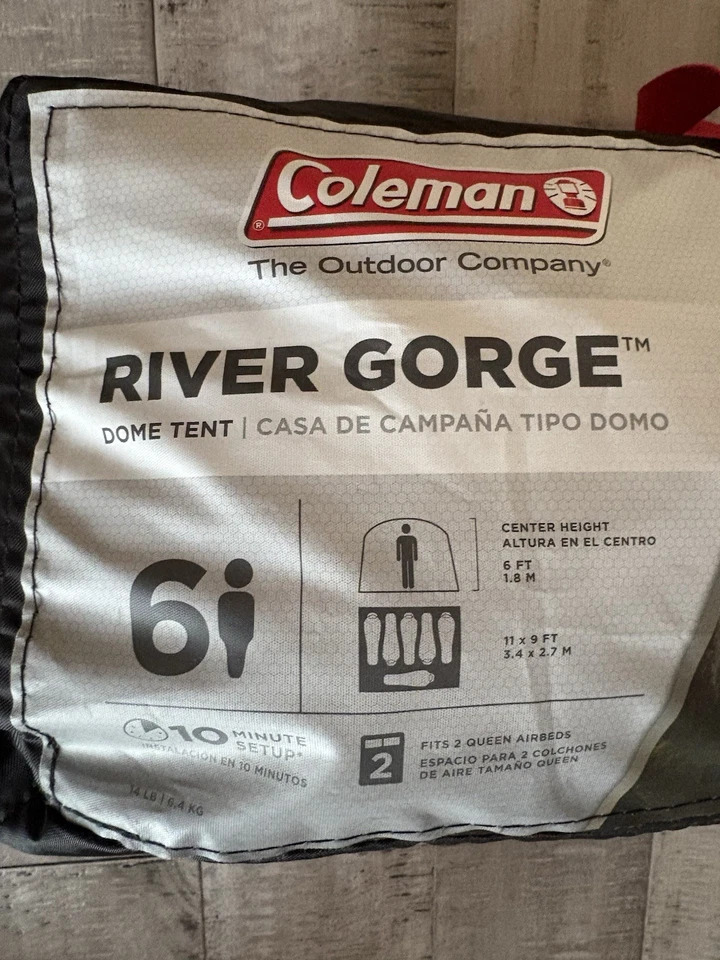 Coleman
®
The Outdoor Company®
RIVER GORGE™
DOME TENT | CASA DE CAMPAÑA TIPO DOMO
6
CENTER HEIGHT
ALTURA EN EL CENTRO
6 FT
1.8 M
11 x 9 FT
3.4 x 2.7 M
10 MINUTE
SETUP*
INSTALACIÓN EN 10 MINUTOS
14 LB | 6.4 KG
2
FITS 2 QUEEN AIRBEDS
ESPACIO PARA 2 COLCHONES
DE AIRE TAMAÑO QUEEN